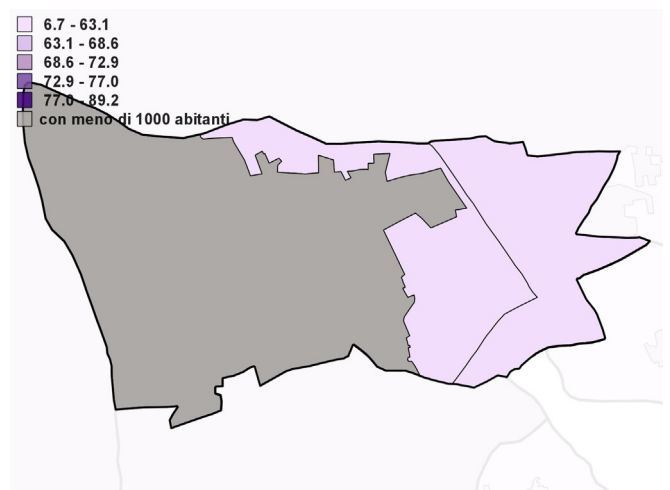 6.7 - 63.1
63.1 - 68.6
68.6 - 72.9
72.9 - 77.0
77.0 - 89.2
con meno di 1000 abitanti